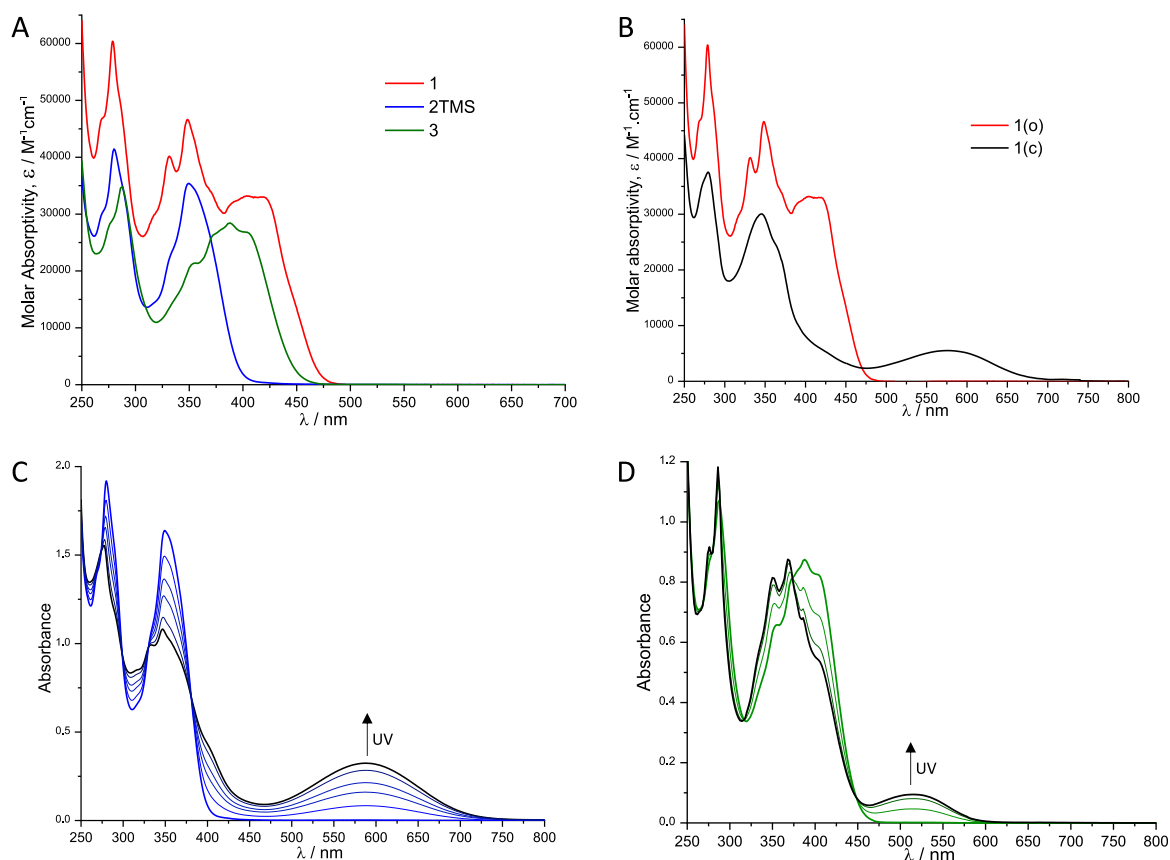 A
Molar Absorptivity, ε / M⁻¹cm⁻¹
60000
50000
40000
30000
20000
10000
0
250 300 350 400 450 500 550 600 650 700
λ / nm
1
2TMS
3
B
Molar absorptivity, ε / M⁻¹.cm⁻¹
60000
50000
40000
30000
20000
10000
0
250 300 350 400 450 500 550 600 650 700 750 800
λ / nm
1(o)
1(c)
C
Absorbance
2.0
1.5
1.0
0.5
0.0
250 300 350 400 450 500 550 600 650 700 750 800
λ / nm
UV
D
Absorbance
1.2
1.0
0.8
0.6
0.4
0.2
0.0
250 300 350 400 450 500 550 600 650 700 750 800
λ / nm
UV